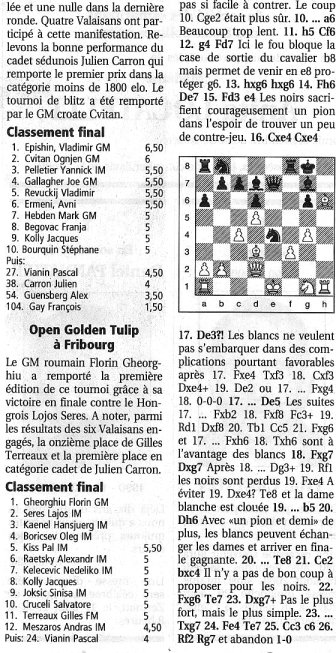 lée et une nulle dans la dernière
ronde. Quatre Valaisans ont par-
ticipé à cette manifestation. Re-
levons la bonne performance du
cadet sédunois Julien Carron qui
remporte le premier prix dans la
catégorie moins de 1800 elo. Le
tournoi de blitz a été remporté
par le GM croate Cvitan.
Classement final
1. Epishin, Vladimir GM 6,50
2. Cvitan Ognjen GM 6
3. Pelletier Yannick IM 5,50
4. Gallagher Joe GM 5,50
5. Revuckij Vladimir 5,50
6. Ermeni, Avni 5,50
7. Hebden Mark GM 5
8. Begovac Franja 5
9. Kolly Jacques 5
10. Bourquin Stéphane 5
Puis:
27. Vianin Pascal 4,50
38. Carron Julien 4
54. Guensberg Alex 3,50
104. Gay François 1,50
Open Golden Tulip
à Fribourg
Le GM roumain Florin Gheorg-
hiu a remporté la première
édition de ce tournoi grâce à sa
victoire en finale contre le Hon-
grois Lojos Seres. A noter, parmi
les résultats des six Valaisans en-
gagés, la onzième place de Gilles
Terreaux et la première place en
catégorie cadet de Julien Carron.
Classement final
1. Gheorghiu Florin GM
2. Seres Lajos IM
3. Kaenel Hansjuerg IM
4. Boricsev Oleg IM
5. Kiss Pal IM 5,50
6. Raetsky Alexandr IM 5
7. Kelecevic Nedeliko IM 5
8. Kolly Jacques 5
9. Joksic Sinisa IM 5
10. Cruceli Salvatore 5
11. Terreaux Gilles FM 5
12. Meszaros Andras IM 4,50
Puis: 24. Vianin Pascal 4
pas si facile à contrer. Le coup
10. Cge2 était plus sûr. 10. ... a6
Beaucoup trop lent. 11. h5 Cf6
12. g4 Fd7 Ici le fou bloque la
case de sortie du cavalier b8
mais permet de venir en e8 pro-
téger g6. 13. hxg6 hxg6 14. Fh6
De7 15. Fd3 e4 Les noirs sacri-
fient courageusement un pion
dans l'espoir de trouver un peu
de contre-jeu. 16. Cxe4 Cxe4
8
7
6
5
4
3
2
1
a b c d e f g h
17. De3?! Les blancs ne veulent
pas s'embarquer dans des com-
plications pourtant favorables
après 17. Fxe4 Txf3 18. Cxf3
Dxe4+ 19. De2 ou 17. ... Fxg4
18. 0-0-0 17. ... De5 Les suites
17. ... Fxb2 18. Fxf8 Fc3+ 19.
Rd1 Dxf8 20. Tb1 Cc5 21. Fxg6
et 17. ... Fxh6 18. Txh6 sont à
l'avantage des blancs 18. Fxg7
Dxg7 Après 18. ... Dg3+ 19. Rf1
les noirs sont perdus 19. Fxe4 A
éviter 19. Dxe4? Te8 et la dame
blanche est clouée 19. ... b5 20.
Dh6 Avec «un pion et demi» de
plus, les blancs peuvent échan-
ger les dames et arriver en fina-
le gagnante. 20. ... Te8 21. Ce2
bxc4 Il n'y a pas de bon coup à
proposer pour les noirs. 22.
Fxg6 Te7 23. Dxg7+ Pas le plus
fort, mais le plus simple. 23. ...
Txg7 24. Fe4 Te7 25. Cc3 c6 26.
Rf2 Rg7 et abandon 1-0